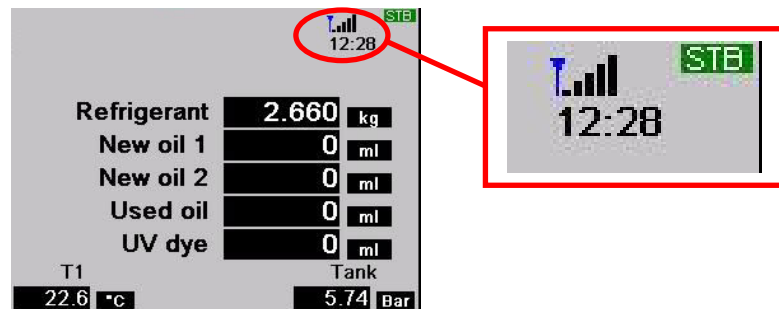 STB
12:28
Refrigerant 2.660 kg
New oil 1 0 ml
New oil 2 0 ml
Used oil 0 ml
UV dye 0 ml
T1 Tank
22.6 °C 5.74 Bar
STB
12:28